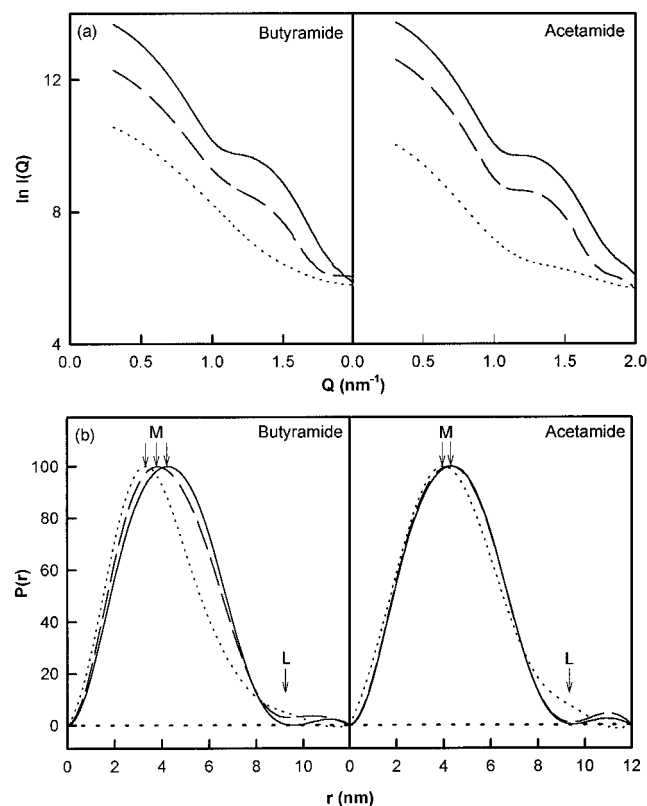 (a) Butyramide Acetamide
12
ln I(Q)
8
4
0.0 0.5 1.0 1.5 0.0 0.5 1.0 1.5 2.0
Q (nm-1)
(b) M Butyramide M Acetamide
100
80
P(r)
60
40
20
L L
0
0 2 4 6 8 10 0 2 4 6 8 10 12
r (nm)